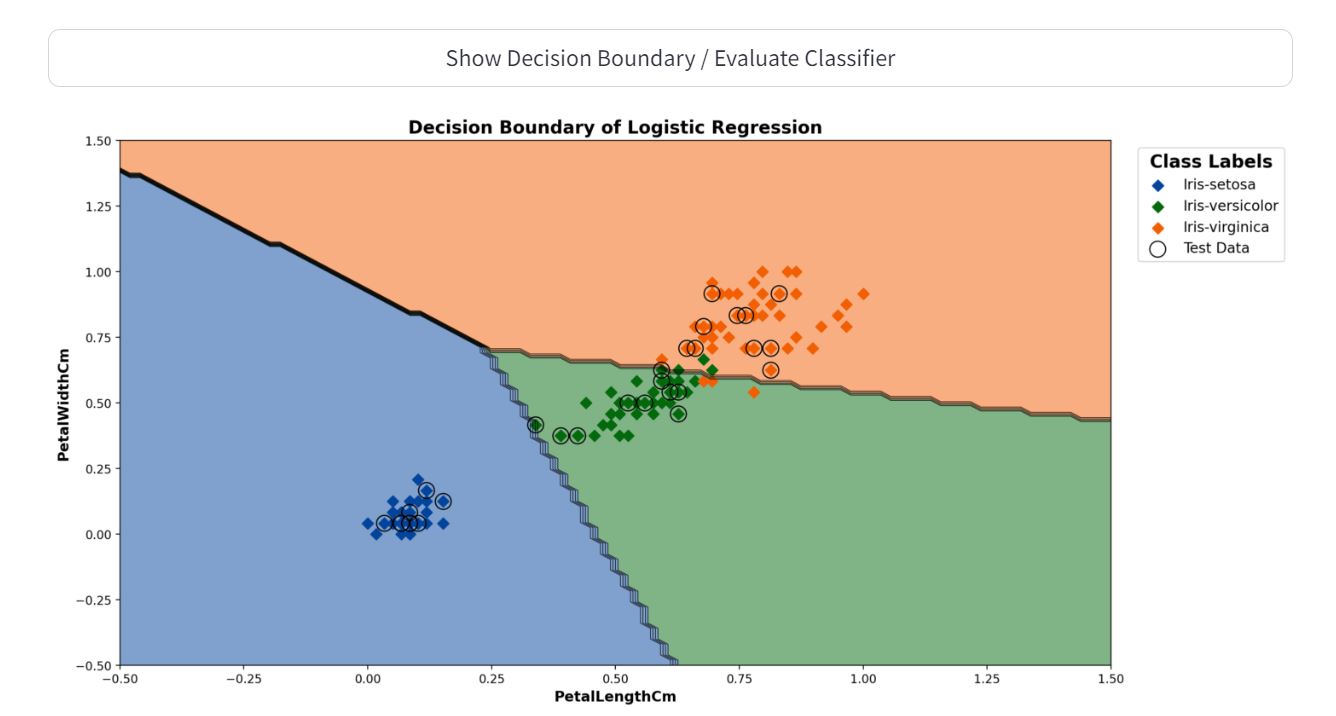 Show Decision Boundary / Evaluate Classifier
Decision Boundary of Logistic Regression
1.50
1.25
1.00
0.75
0.50
0.25
0.00
−0.25
−0.50
PetalWidthCm
−0.50 −0.25 0.00 0.25 0.50 0.75 1.00 1.25 1.50
PetalLengthCm
Class Labels
Iris-setosa
Iris-versicolor
Iris-virginica
Test Data